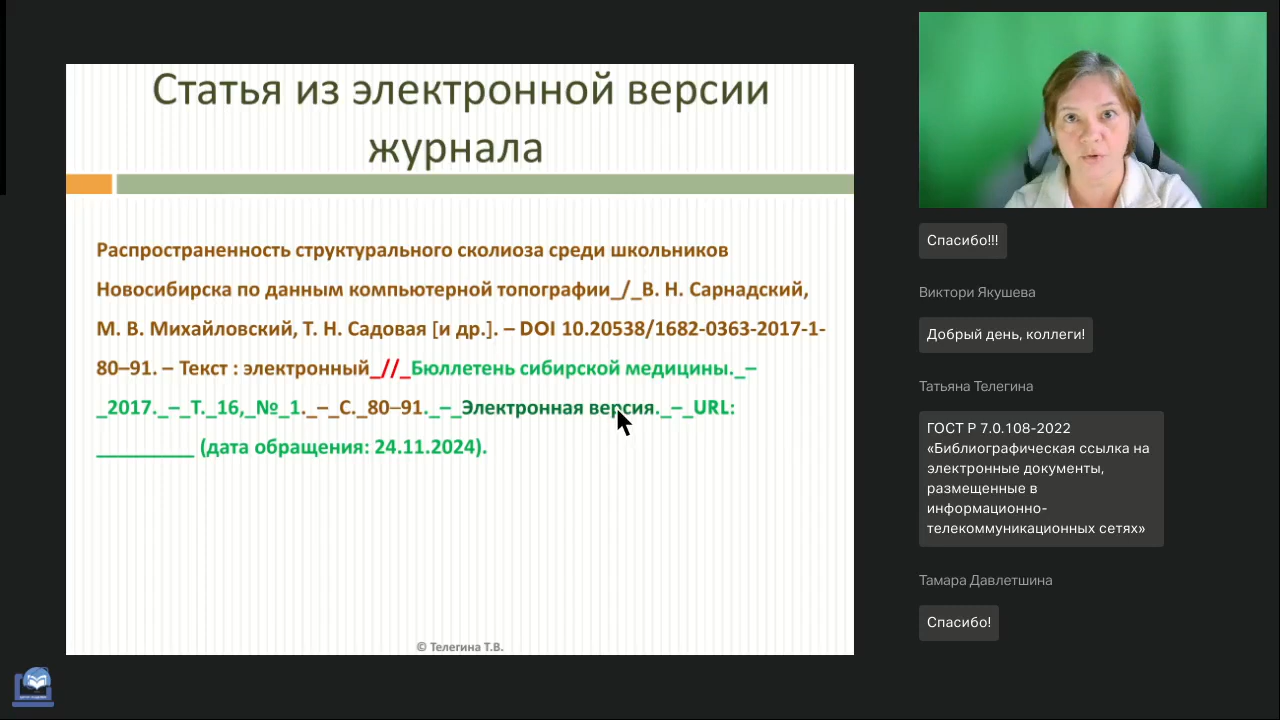 Статья из электронной версии
журнала
Распространенность структурального сколиоза среди школьников
Новосибирска по данным компьютерной топографии_/_В. Н. Сарнадский,
М. В. Михайловский, Т. Н. Садовая [и др.]. – DOI 10.20538/1682-0363-2017-1-
80–91. – Текст : электронный_//_Бюллетень сибирской медицины._–
_2017._–_Т._16,_№_1._–_С._80–91._–_Электронная версия._–_URL:
__________ (дата обращения: 24.11.2024).
© Телегина Т.В.
Спасибо!!!
Виктори Якушева
Добрый день, коллеги!
Татьяна Телегина
ГОСТ Р 7.0.108-2022
«Библиографическая ссылка на
электронные документы,
размещенные в
информационно-
телекоммуникационных сетях»
Тамара Давлетшина
Спасибо!